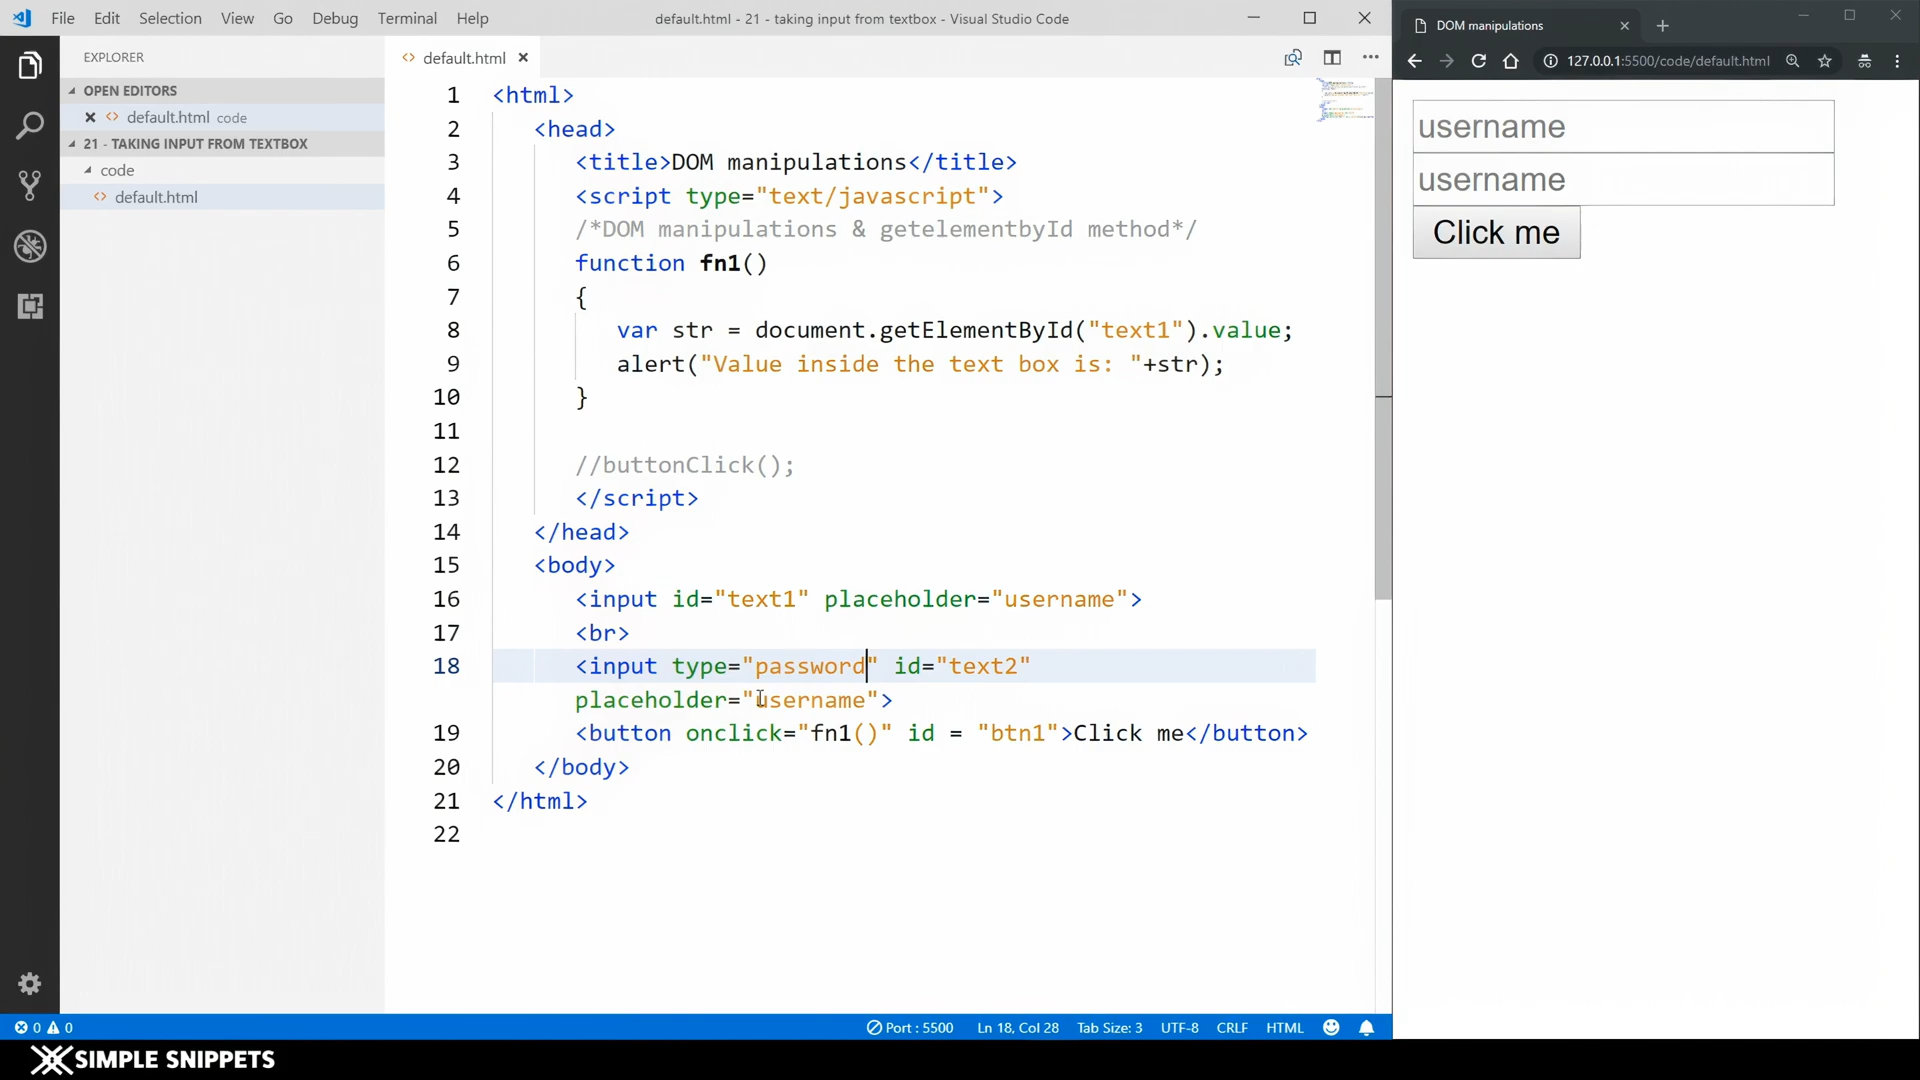 File Edit Selection View Go Debug Terminal Help
default.html - 21 - taking input from textbox - Visual Studio Code
EXPLORER
OPEN EDITORS
default.html code
21 - TAKING INPUT FROM TEXTBOX
code
default.html
default.html
1 <html>
2 <head>
3 <title>DOM manipulations</title>
4 <script type="text/javascript">
5 /*DOM manipulations & getelementbyId method*/
6 function fn1()
7 {
8 var str = document.getElementById("text1").value;
9 alert("Value inside the text box is: "+str);
10 }
11
12 //buttonClick();
13 </script>
14 </head>
15 <body>
16 <input id="text1" placeholder="username">
17 <br>
18 <input type="password" id="text2"
placeholder="username">
19 <button onclick="fn1()" id = "btn1">Click me</button>
20 </body>
21 </html>
22
0 0
Port : 5500 Ln 18, Col 28 Tab Size: 3 UTF-8 CRLF HTML
DOM manipulations
127.0.0.1:5500/code/default.html
username
username
Click me
SIMPLE SNIPPETS